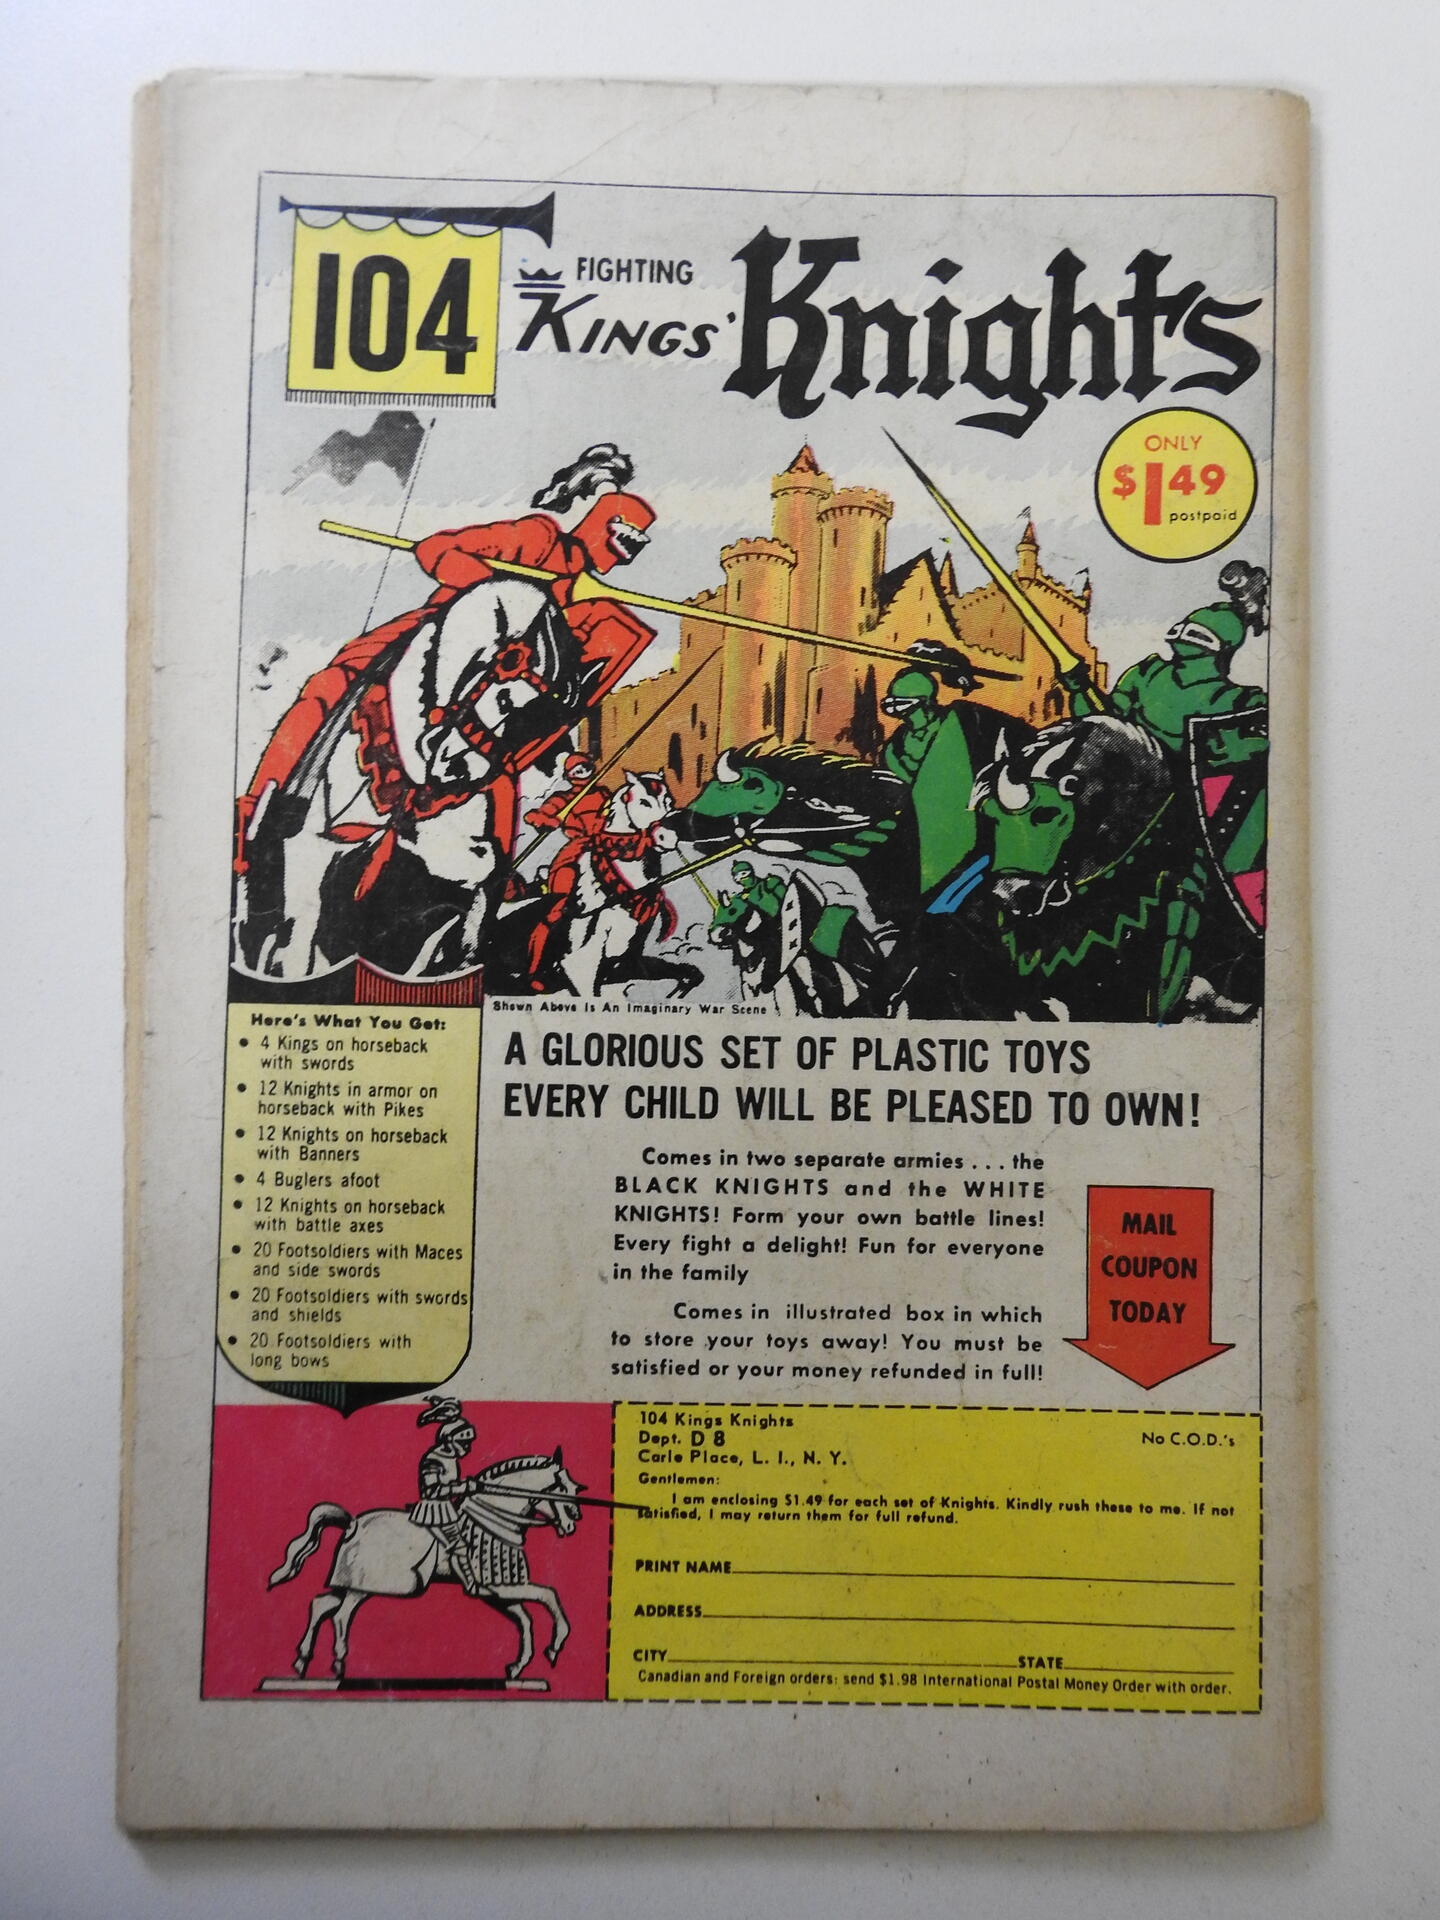 104
FIGHTING
KINGS'
Knights
ONLY
$1.49
postpaid
Shown Above Is An Imaginary War Scene
Here's What You Get:
• 4 Kings on horseback
with swords
• 12 Knights in armor on
horseback with Pikes
• 12 Knights on horseback
with Banners
• 4 Buglers afoot
• 12 Knights on horseback
with battle axes
• 20 Footsoldiers with Maces
and side swords
• 20 Footsoldiers with swords
and shields
• 20 Footsoldiers with
long bows
A GLORIOUS SET OF PLASTIC TOYS
EVERY CHILD WILL BE PLEASED TO OWN!
Comes in two separate armies . . . the
BLACK KNIGHTS and the WHITE
KNIGHTS! Form your own battle lines!
Every fight a delight! Fun for everyone
in the family
Comes in illustrated box in which
to store your toys away! You must be
satisfied or your money refunded in full!
MAIL
COUPON
TODAY
104 Kings Knights
Dept. D 8
Carle Place, L. I., N. Y.
No C.O.D.'s
Gentlemen:
I am enclosing $1.49 for each set of Knights. Kindly rush these to me. If not
satisfied, I may return them for full refund.
PRINT NAME
ADDRESS
CITY STATE
Canadian and Foreign orders: send $1.98 International Postal Money Order with order.